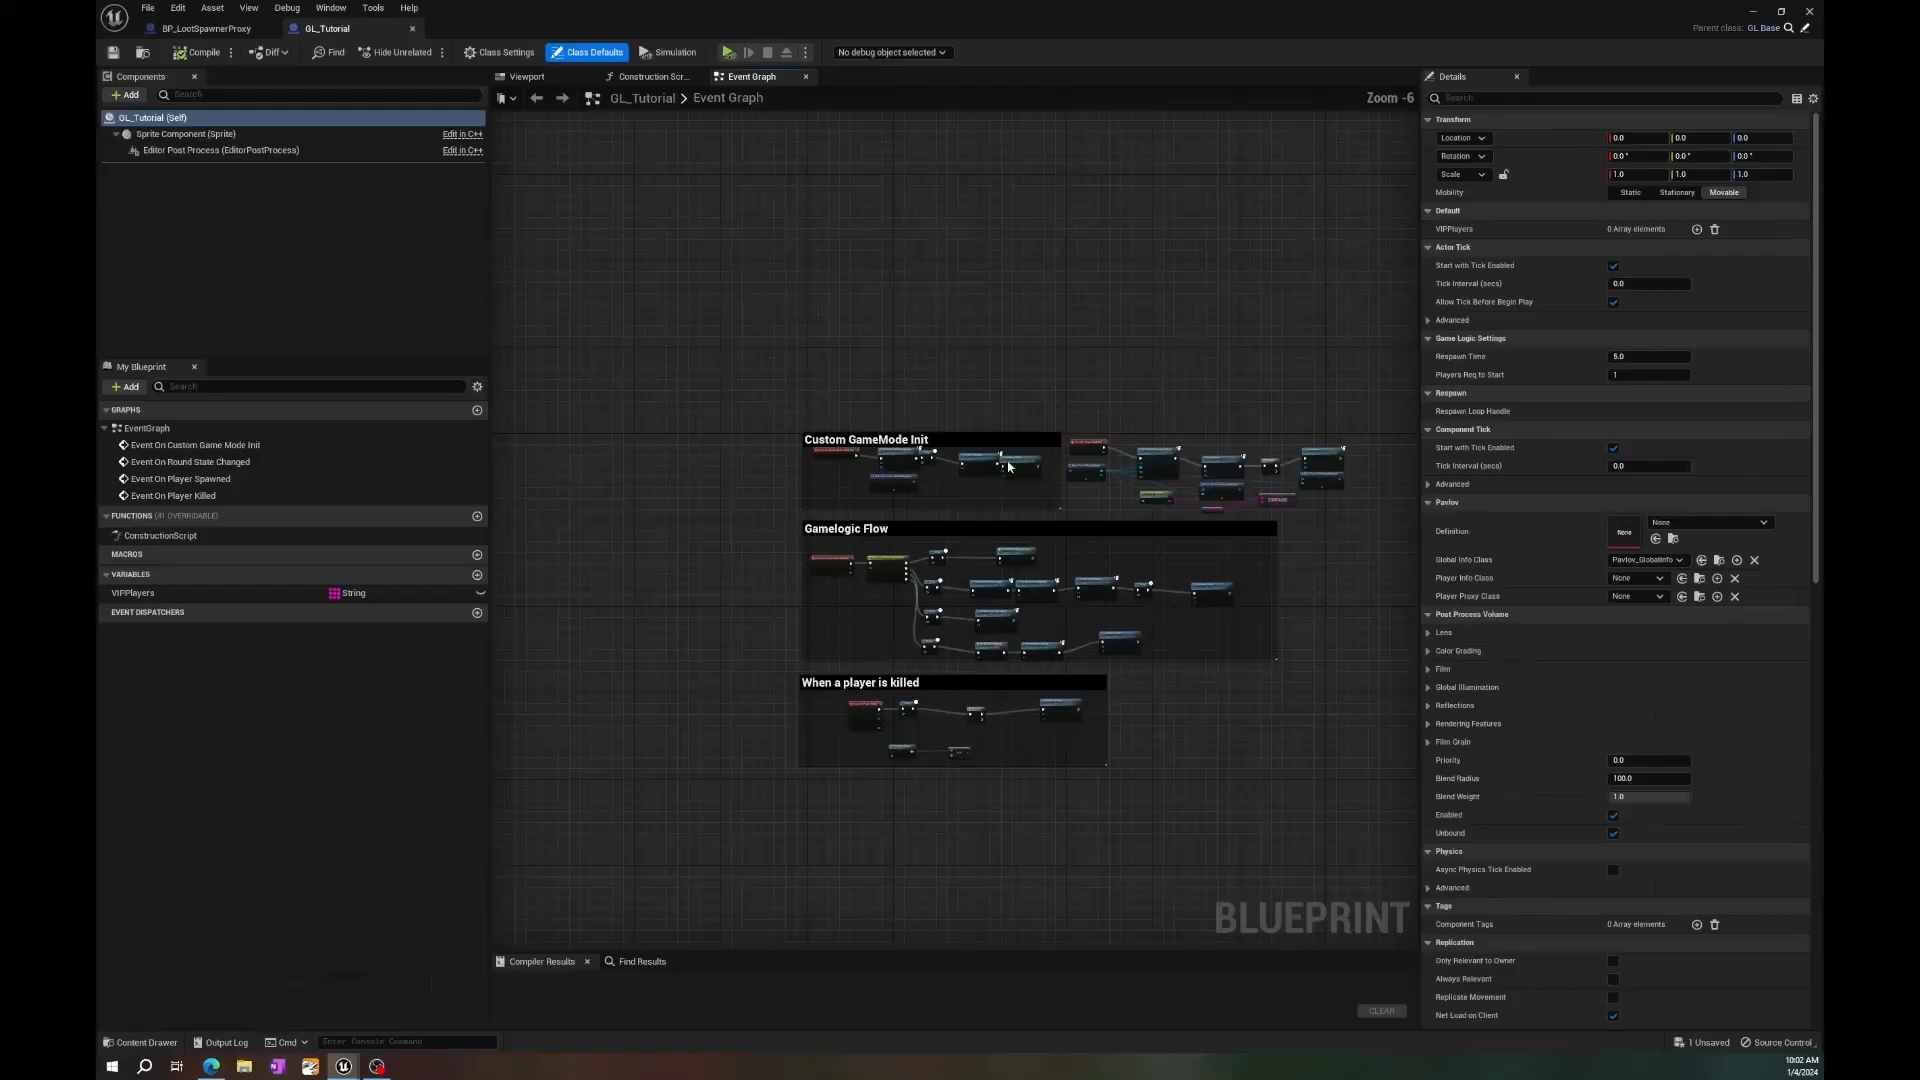 File Edit Asset View Debug Window Tools Help
BP_LootSpawnerProxy GL_Tutorial
Parent class: GL Base
Compile Diff Find Hide Unrelated Class Settings Class Defaults Simulation No debug object selected
Components
Add Search
GL_Tutorial (Self)
Sprite Component (Sprite) Edit in C++
Editor Post Process (EditorPostProcess) Edit in C++
My Blueprint
Add Search
GRAPHS
EventGraph
Event On Custom Game Mode Init
Event On Round State Changed
Event On Player Spawned
Event On Player Killed
FUNCTIONS (41 OVERRIDABLE)
ConstructionScript
MACROS
VARIABLES
VIPPlayers String
EVENT DISPATCHERS
Viewport Construction Scr... Event Graph
GL_Tutorial > Event Graph Zoom -6
Custom GameMode Init
Gamelogic Flow
When a player is killed
BLUEPRINT
Compiler Results Find Results
CLEAR
Details
Search
Transform
Location 0.0 0.0 0.0
Rotation 0.0 ° 0.0 ° 0.0 °
Scale 1.0 1.0 1.0
Mobility Static Stationary Movable
Default
VIPPlayers 0 Array elements
Actor Tick
Start with Tick Enabled
Tick Interval (secs) 0.0
Allow Tick Before Begin Play
Advanced
Game Logic Settings
Respawn Time 5.0
Players Req to Start 1
Respawn
Respawn Loop Handle
Component Tick
Start with Tick Enabled
Tick Interval (secs) 0.0
Advanced
Pavlov
Definition None None
Global Info Class Pavlov_GlobalInfo
Player Info Class None
Player Proxy Class None
Post Process Volume
Lens
Color Grading
Film
Global Illumination
Reflections
Rendering Features
Film Grain
Priority 0.0
Blend Radius 100.0
Blend Weight 1.0
Enabled
Unbound
Physics
Async Physics Tick Enabled
Advanced
Tags
Component Tags 0 Array elements
Replication
Only Relevant to Owner
Always Relevant
Replicate Movement
Net Load on Client
Content Drawer Output Log Cmd Enter Console Command 1 Unsaved Source Control
10:02 AM
1/4/2024